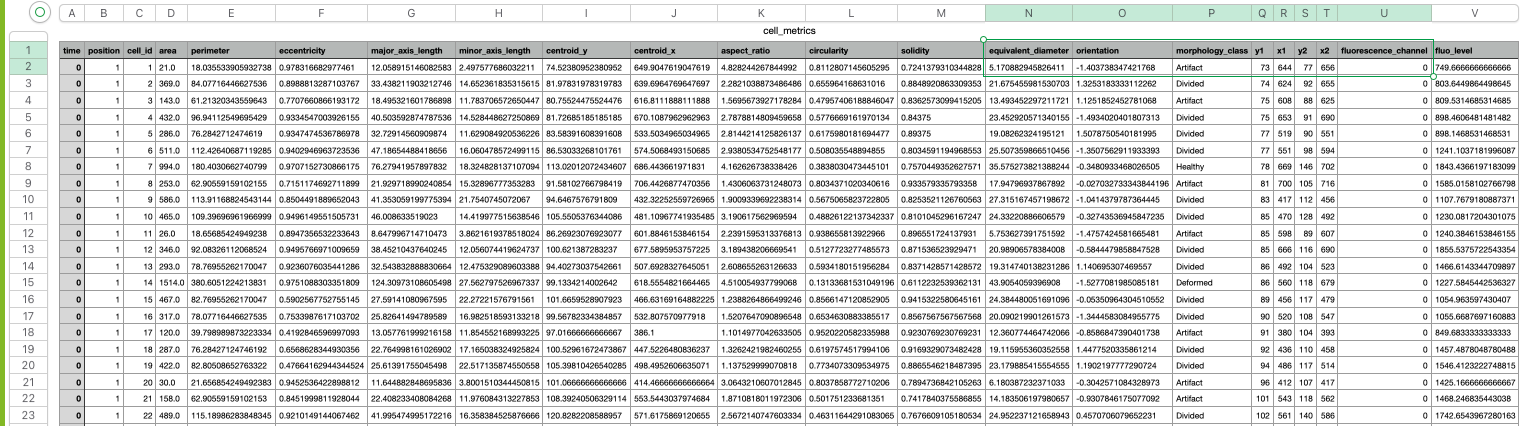 A B C D E F G H I J K L M N O P Q R S T U V
cell_metrics
1 time position cell_id area perimeter eccentricity major_axis_length minor_axis_length centroid_y centroid_x aspect_ratio circularity solidity equivalent_diameter orientation morphology_class y1 x1 y2 x2 fluorescence_channel fluo_level
2 0 1 1 21.0 18.035533905932738 0.978316682977461 12.058915146082583 2.497577686032211 74.52380952380952 649.9047619047619 4.828244267844992 0.8112807145605295 0.7241379310344828 5.170882945826411 -1.403738347421768 Artifact 73 644 77 656 0 749.6666666666666
3 0 1 2 369.0 84.07716446627536 0.8988813287103767 33.438211903212746 14.652361835315615 81.97831978319783 639.6964769647697 2.2821038873486486 0.655964168631016 0.8848920863309353 21.675455981530537 1.3253183333112262 Divided 74 624 92 655 0 803.6449864498645
4 0 1 3 143.0 61.21320343559643 0.7707660866193172 18.495321601786898 11.783706572650447 80.75524475524476 616.8111888111888 1.5695673927178284 0.47957406188846047 0.8362573099415205 13.493452297211721 1.1251852452781068 Artifact 75 608 88 625 0 809.5314685314685
5 0 1 4 432.0 96.94112549695429 0.9334547003926155 40.503592874787536 14.528448627250869 81.72685185185185 670.1087962962963 2.7878814809459658 0.5776669161970134 0.84375 23.452920571340155 -1.4934020401807313 Divided 75 653 91 690 0 898.4606481481482
6 0 1 5 286.0 76.2842712474619 0.9347474536786978 32.72914560909874 11.629084920536226 83.58391608391608 533.5034965034965 2.8144214125826137 0.6175980181694477 0.89375 19.08262324195121 1.5078750540181995 Divided 77 519 90 551 0 898.1468531468531
7 0 1 6 511.0 112.42640687119285 0.9402946963723536 47.18654488418656 16.060478572499115 86.53033268101761 574.5068493150685 2.9380534752548177 0.508035548894855 0.8034591194968553 25.507359866510456 -1.3507562911933393 Divided 77 551 98 594 0 1241.1037181996087
8 0 1 7 994.0 180.4030662740799 0.9707152730866175 76.27941957897832 18.324828137107094 113.02012072434607 686.443661971831 4.162626738338426 0.3838030473445101 0.7570449352627571 35.575273821388244 -0.3480933468026505 Healthy 78 669 146 702 0 1843.4366197183099
9 0 1 8 253.0 62.90559159102155 0.7151174692711899 21.929718990240854 15.32896777353283 91.58102766798419 706.4426877470356 1.4306063731248073 0.8034371020340616 0.933579335793358 17.94796937867892 -0.027032733343844196 Artifact 81 700 105 716 0 1585.0158102766798
10 0 1 9 586.0 113.91168824543144 0.8504491889652043 41.353059199775394 21.7540745072067 94.6467576791809 432.32252559726965 1.9009339692238314 0.5675065823722805 0.8253521126760563 27.315167457198672 -1.0414379787364445 Divided 83 417 112 456 0 1107.7679180887371
11 0 1 10 465.0 109.39696961966999 0.9496149551505731 46.008633519023 14.419977515638546 105.5505376344086 481.10967741935485 3.190617562969594 0.48826122137342337 0.8101045296167247 24.33220886606579 -0.32743536945847235 Divided 85 470 128 492 0 1230.0817204301075
12 0 1 11 26.0 18.65685424949238 0.8947356532233643 8.647999671471073​ 3.8621619378518024 86.26923076923077 601.8846153846154 2.2391595313376813 0.938655813922966 0.896551724137931 5.753627391751592 -1.4757424581665481 Artifact 85 598 89 607 0 1240.3846153846155
13 0 1 12 346.0 92.08326112068524 0.9495766971009659 38.4521043764​0245 12.056074419624737 100.621387283237 677.5895953757225 3.18943820666954​1 0.5127723277485573 0.871536523929471 20.98906578384008 -0.5844479858847528 Divided 85 666 116 690 0 1855.5375722543354
14 0 1 13 293.0 78.76955262170047 0.9236076035441286 32.543832888830664 12.475329089603388 94.40273037542661 507.6928327645051 2.608655263126633 0.5934180151956284 0.8371428571428572 19.314740138231286 1.140695307469557 Divided 86 492 104 523 0 1466.6143344709897
15 0 1 14 1514.0 380.6051224213831 0.9751088303351809 124.30973108605498 27.562797526967337 99.1334214002642 618.5554821664465 4.510054937799068 0.13133681531049196 0.6112232539362131 43.9054059396908 -1.5277081985085181 Deformed 86 560 118 679 0 1227.5845442536327
16 0 1 15 467.0 82.76955262170047 0.5902567752755145 27.59141080967595 22.27221576791561 101.6659528907923 466.63169164882225 1.2388264866499246 0.8566147120852905 0.9415322580645161 24.384480051691096 -0.05350964304510552 Divided 89 456 117 479 0 1054.963597430407
17 0 1 16 317.0 78.07716446627535 0.7533987617103702 25.82641494789589 16.982518593133218 99.56782334384857 532.807570977918 1.5207647090896548 0.6534630883385517 0.8567567567567568 20.090219901261573 -1.3444583084955775 Divided 90 520 108 547 0 1055.6687697160883
18 0 1 17 120.0 39.798989873223334 0.4192846596997093 13.057761999216158 11.854552168993225 97.01666666666667 386.1 1.1014977042633505 0.9520220582335988 0.9230769230769231 12.360774464742066 -0.8586847390401738 Artifact 91 380 104 393 0 849.6833333333333
19 0 1 18 287.0 76.28427124746192 0.6568628344930356 22.764998161026902 17.165038324925824 100.52961672473867 447.5226480836237 1.3262421982460255 0.6197574517994106 0.9169329073482428 19.115955360352558 1.4477520335861214 Divided 92 436 110 458 0 1457.4878048780488
20 0 1 19 422.0 82.80508652763322 0.47664162944344524 25.61391755045498 22.517135874550558 105.39810426540285 498.4952606635071 1.137529999070818 0.7734073309534975 0.8865546218487395 23.179885415554555 1.1902197777290724 Divided 94 486 117 514 0 1546.4123222748815
21 0 1 20 30.0 21.656854249492383 0.9452536422898812 11.644882848695836 3.8001510344450815 101.06666666666666 414.46666666666664 3.0643210607012845 0.8037858772710206 0.7894736842105263 6.180387232371033 -0.3042571084328973 Artifact 96 412 107 417 0 1425.1666666666667
22 0 1 21 158.0 62.90559159102153 0.8451999811928044 22.408233408084268 11.976084313227853 108.39240506329114 553.5443037974684 1.8710818011972306 0.501751233681351 0.7417840375586855 14.183506197980657 -0.9307846175077092 Artifact 101 543 118 562 0 1468.246835443038
23 0 1 22 489.0 115.18986283848345 0.9210149144067462 41.995474995172216 16.358384525876666 120.8282208588957 571.6175869120655 2.5672140747603334 0.46311644291083065 0.7676609105180534 24.952237121658943 0.4570706079652231 Divided 102 561 140 586 0 1742.6543967280163